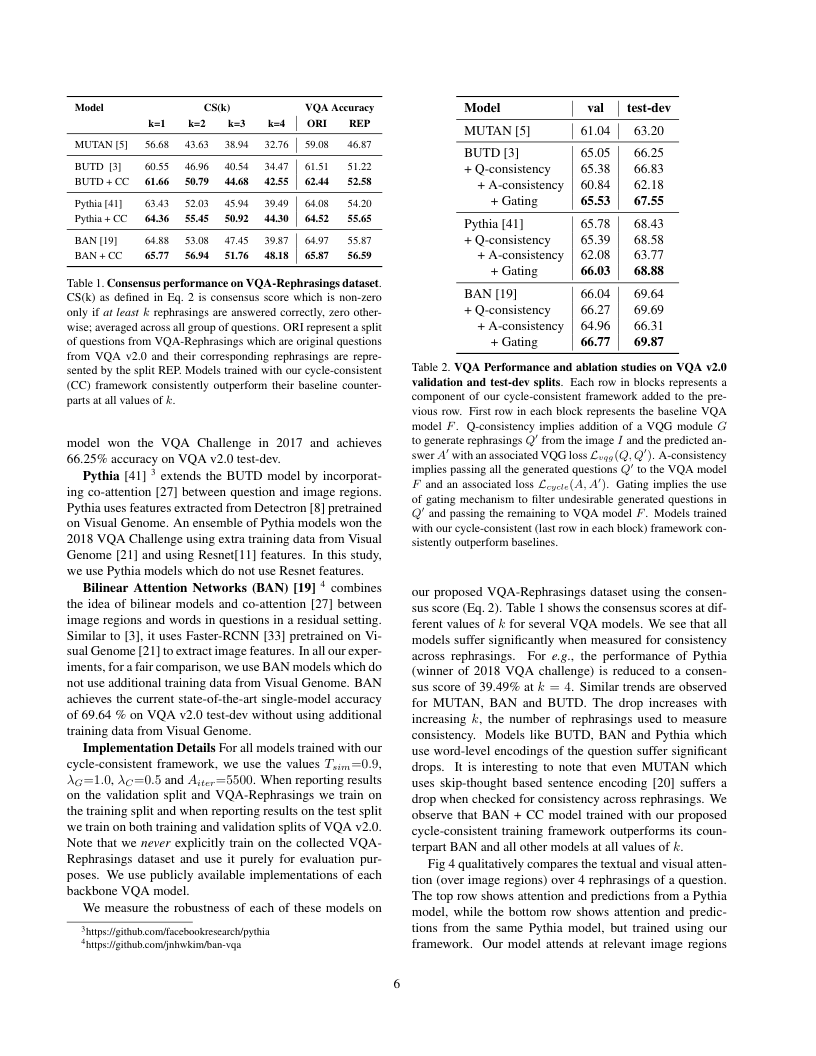 Model CS(k) VQA Accuracy
k=1 k=2 k=3 k=4 ORI REP
MUTAN [5] 56.68 43.63 38.94 32.76 59.08 46.87
BUTD [3] 60.55 46.96 40.54 34.47 61.51 51.22
BUTD + CC 61.66 50.79 44.68 42.55 62.44 52.58
Pythia [41] 63.43 52.03 45.94 39.49 64.08 54.20
Pythia + CC 64.36 55.45 50.92 44.30 64.52 55.65
BAN [19] 64.88 53.08 47.45 39.87 64.97 55.87
BAN + CC 65.77 56.94 51.76 48.18 65.87 56.59
Table 1. Consensus performance on VQA-Rephrasings dataset.
CS(k) as defined in Eq. 2 is consensus score which is non-zero
only if at least k rephrasings are answered correctly, zero other-
wise; averaged across all group of questions. ORI represent a split
of questions from VQA-Rephrasings which are original questions
from VQA v2.0 and their corresponding rephrasings are repre-
sented by the split REP. Models trained with our cycle-consistent
(CC) framework consistently outperform their baseline counter-
parts at all values of k.
model won the VQA Challenge in 2017 and achieves
66.25% accuracy on VQA v2.0 test-dev.
Pythia [41] 3 extends the BUTD model by incorporat-
ing co-attention [27] between question and image regions.
Pythia uses features extracted from Detectron [8] pretrained
on Visual Genome. An ensemble of Pythia models won the
2018 VQA Challenge using extra training data from Visual
Genome [21] and using Resnet[11] features. In this study,
we use Pythia models which do not use Resnet features.
Bilinear Attention Networks (BAN) [19] 4 combines
the idea of bilinear models and co-attention [27] between
image regions and words in questions in a residual setting.
Similar to [3], it uses Faster-RCNN [33] pretrained on Vi-
sual Genome [21] to extract image features. In all our exper-
iments, for a fair comparison, we use BAN models which do
not use additional training data from Visual Genome. BAN
achieves the current state-of-the-art single-model accuracy
of 69.64 % on VQA v2.0 test-dev without using additional
training data from Visual Genome.
Implementation Details For all models trained with our
cycle-consistent framework, we use the values Tsim=0.9,
λG=1.0, λC=0.5 and Aiter=5500. When reporting results
on the validation split and VQA-Rephrasings we train on
the training split and when reporting results on the test split
we train on both training and validation splits of VQA v2.0.
Note that we never explicitly train on the collected VQA-
Rephrasings dataset and use it purely for evaluation pur-
poses. We use publicly available implementations of each
backbone VQA model.
We measure the robustness of each of these models on
3https://github.com/facebookresearch/pythia
4https://github.com/jnhwkim/ban-vqa
Model val test-dev
MUTAN [5] 61.04 63.20
BUTD [3] 65.05 66.25
+ Q-consistency 65.38 66.83
+ A-consistency 60.84 62.18
+ Gating 65.53 67.55
Pythia [41] 65.78 68.43
+ Q-consistency 65.39 68.58
+ A-consistency 62.08 63.77
+ Gating 66.03 68.88
BAN [19] 66.04 69.64
+ Q-consistency 66.27 69.69
+ A-consistency 64.96 66.31
+ Gating 66.77 69.87
Table 2. VQA Performance and ablation studies on VQA v2.0
validation and test-dev splits. Each row in blocks represents a
component of our cycle-consistent framework added to the pre-
vious row. First row in each block represents the baseline VQA
model F. Q-consistency implies addition of a VQG module G
to generate rephrasings Q′ from the image I and the predicted an-
swer A′ with an associated VQG loss Lvqg(Q, Q′). A-consistency
implies passing all the generated questions Q′ to the VQA model
F and an associated loss Lcycle(A, A′). Gating implies the use
of gating mechanism to filter undesirable generated questions in
Q′ and passing the remaining to VQA model F. Models trained
with our cycle-consistent (last row in each block) framework con-
sistently outperform baselines.
our proposed VQA-Rephrasings dataset using the consen-
sus score (Eq. 2). Table 1 shows the consensus scores at dif-
ferent values of k for several VQA models. We see that all
models suffer significantly when measured for consistency
across rephrasings. For e.g., the performance of Pythia
(winner of 2018 VQA challenge) is reduced to a consen-
sus score of 39.49% at k = 4. Similar trends are observed
for MUTAN, BAN and BUTD. The drop increases with
increasing k, the number of rephrasings used to measure
consistency. Models like BUTD, BAN and Pythia which
use word-level encodings of the question suffer significant
drops. It is interesting to note that even MUTAN which
uses skip-thought based sentence encoding [20] suffers a
drop when checked for consistency across rephrasings. We
observe that BAN + CC model trained with our proposed
cycle-consistent training framework outperforms its coun-
terpart BAN and all other models at all values of k.
Fig 4 qualitatively compares the textual and visual atten-
tion (over image regions) over 4 rephrasings of a question.
The top row shows attention and predictions from a Pythia
model, while the bottom row shows attention and predic-
tions from the same Pythia model, but trained using our
framework. Our model attends at relevant image regions
6